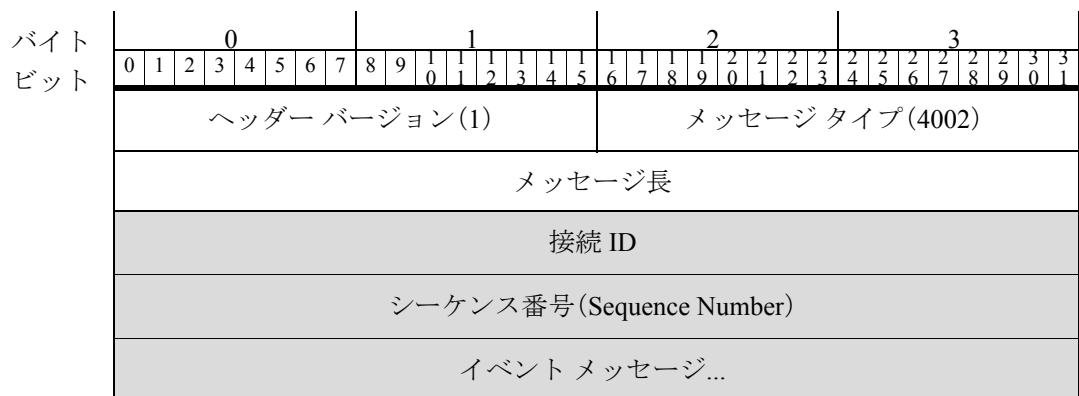 バイト 0 1 2 3
ビット 0 1 2 3 4 5 6 7 8 9 10 11 12 13 14 15 16 17 18 19 20 21 22 23 24 25 26 27 28 29 30 31
ヘッダー バージョン(1) メッセージ タイプ(4002)
メッセージ長
接続 ID
シーケンス番号(Sequence Number)
イベント メッセージ...